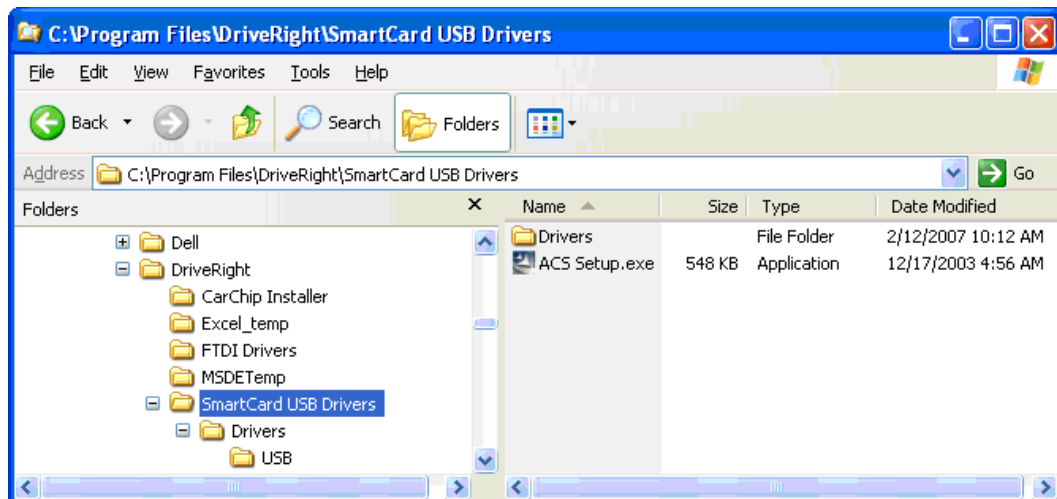 C:\Program Files\DriveRight\SmartCard USB Drivers
File Edit View Favorites Tools Help
Back Search Folders
Address C:\Program Files\DriveRight\SmartCard USB Drivers Go
Folders x Name Size Type Date Modified
Dell Drivers File Folder 2/12/2007 10:12 AM
DriveRight ACS Setup.exe 548 KB Application 12/17/2003 4:56 AM
CarChip Installer
Excel_temp
FTDI Drivers
MSDETemp
SmartCard USB Drivers
Drivers
USB